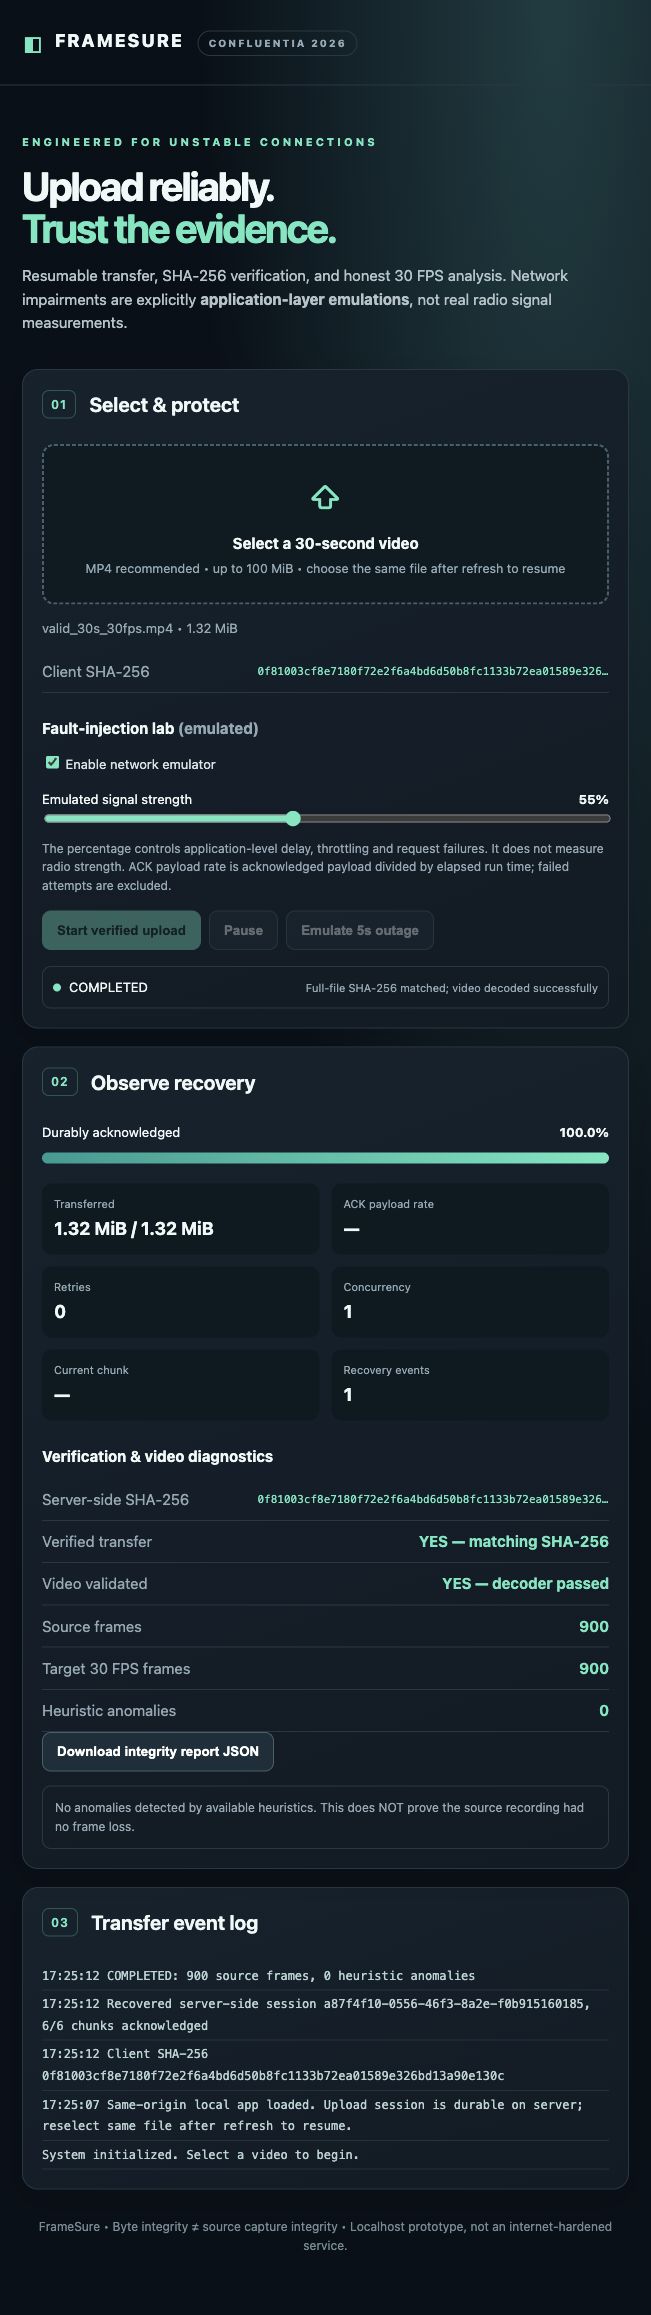 FRAMESURE
CONFLUENTIA 2026
ENGINEERED FOR UNSTABLE CONNECTIONS
Upload reliably.
Trust the evidence.
Resumable transfer, SHA-256 verification, and honest 30 FPS analysis. Network
impairments are explicitly application-layer emulations, not real radio signal
measurements.
01 Select & protect
Select a 30-second video
MP4 recommended • up to 100 MiB • choose the same file after refresh to resume
valid_30s_30fps.mp4 • 1.32 MiB
Client SHA-256 0f81003cf8e7180f72e2f6a4bd6d50b8fc1133b72ea01589e326…
Fault-injection lab (emulated)
Enable network emulator
Emulated signal strength 55%
The percentage controls application-level delay, throttling and request failures. It does not measure
radio strength. ACK payload rate is acknowledged payload divided by elapsed run time; failed
attempts are excluded.
Start verified upload Pause Emulate 5s outage
COMPLETED Full-file SHA-256 matched; video decoded successfully
02 Observe recovery
Durably acknowledged 100.0%
Transferred ACK payload rate
1.32 MiB / 1.32 MiB —
Retries Concurrency
0 1
Current chunk Recovery events
— 1
Verification & video diagnostics
Server-side SHA-256 0f81003cf8e7180f72e2f6a4bd6d50b8fc1133b72ea01589e326…
Verified transfer YES — matching SHA-256
Video validated YES — decoder passed
Source frames 900
Target 30 FPS frames 900
Heuristic anomalies 0
Download integrity report JSON
No anomalies detected by available heuristics. This does NOT prove the source recording had
no frame loss.
03 Transfer event log
17:25:12 COMPLETED: 900 source frames, 0 heuristic anomalies
17:25:12 Recovered server-side session a87f4f10-0556-46f3-8a2e-f0b915160185,
6/6 chunks acknowledged
17:25:12 Client SHA-256
0f81003cf8e7180f72e2f6a4bd6d50b8fc1133b72ea01589e326bd13a90e130c
17:25:07 Same-origin local app loaded. Upload session is durable on server;
reselect same file after refresh to resume.
System initialized. Select a video to begin.
FrameSure • Byte integrity ≠ source capture integrity • Localhost prototype, not an internet-hardened
service.